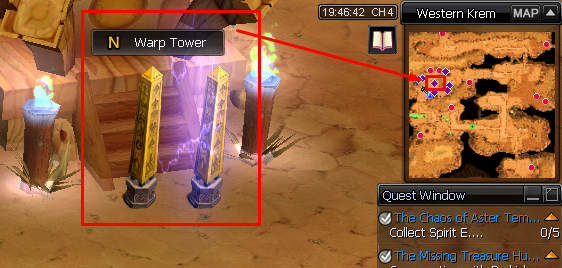 19:46:42 CH4
Western Krem MAP
N Warp Tower
Quest Window
The Chaos of Aster Tem...
Collect Spirit E.... 0/5
The Missing Treasure Hu...